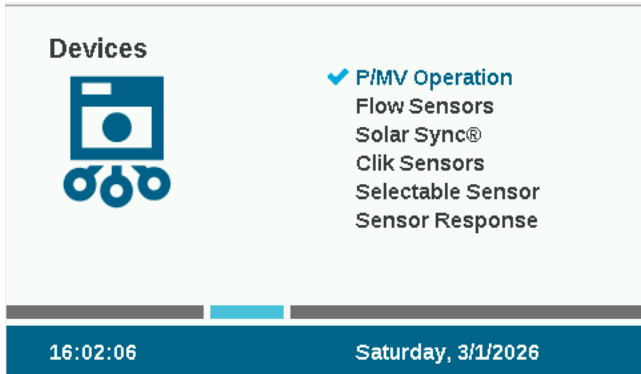 Devices
P/MV Operation
Flow Sensors
Solar Sync®
Clik Sensors
Selectable Sensor
Sensor Response
16:02:06
Saturday, 3/1/2026